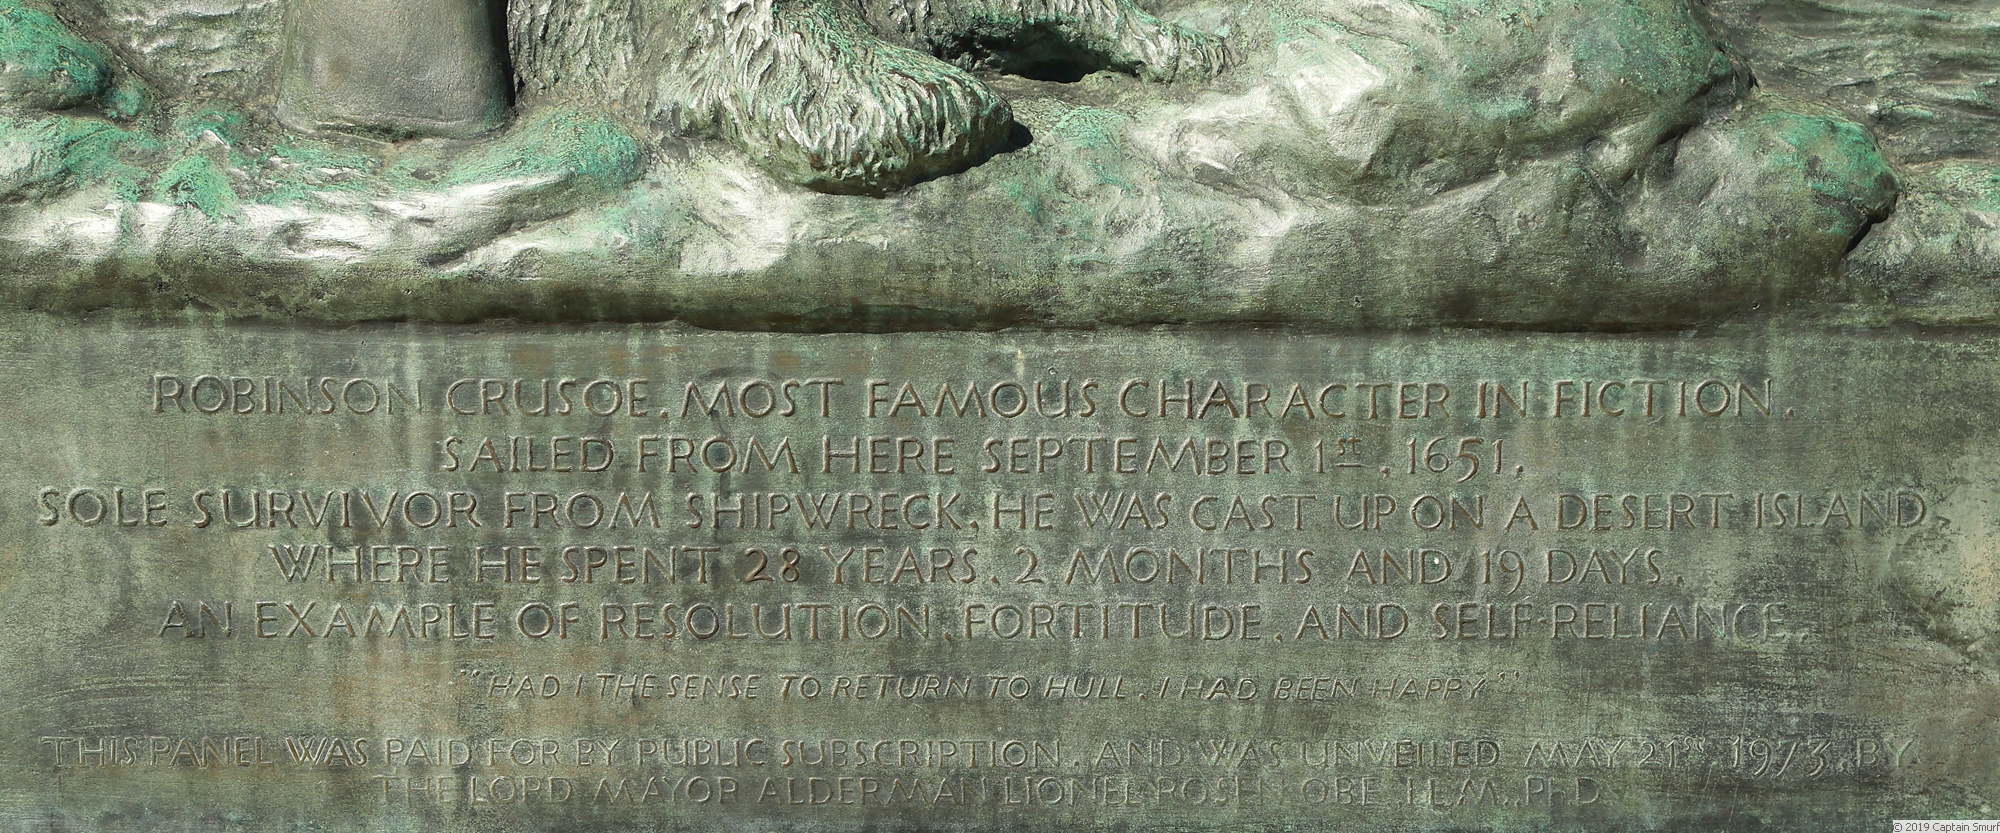 ROBINSON CRUSOE, MOST FAMOUS CHARACTER IN FICTION,
SAILED FROM HERE SEPTEMBER 1st, 1651,
SOLE SURVIVOR FROM SHIPWRECK, HE WAS CAST UPON A DESERT ISLAND
WHERE HE SPENT 28 YEARS, 2 MONTHS AND 19 DAYS.
AN EXAMPLE OF RESOLUTION, FORTITUDE, AND SELF-RELIANCE.
"HAD I THE SENSE TO RETURN TO HULL, I HAD BEEN HAPPY"
THIS PANEL WAS PAID FOR BY PUBLIC SUBSCRIPTION, AND WAS UNVEILED MAY 21st, 1973, BY
THE LORD MAYOR ALDERMAN LIONEL OBE, PhD
© 2019 Captain Smurf